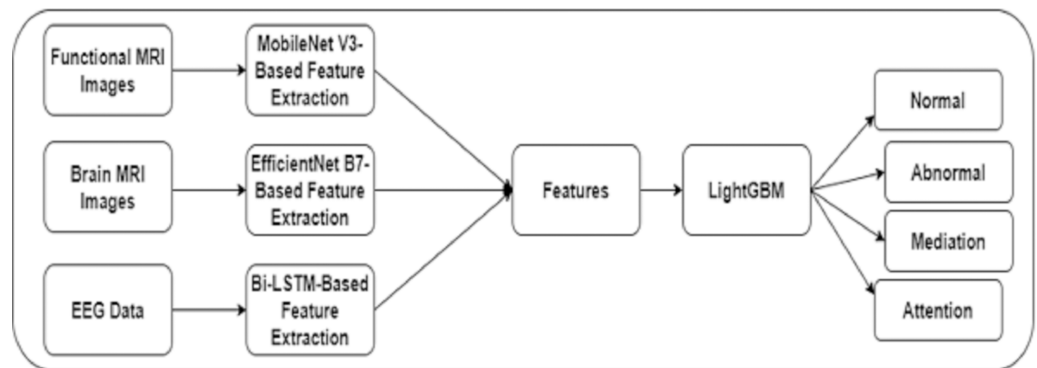 Functional MRI
Images
MobileNet V3-
Based Feature
Extraction
Brain MRI
Images
EfficientNet B7-
Based Feature
Extraction
EEG Data
Bi-LSTM-Based
Feature
Extraction
Features
LightGBM
Normal
Abnormal
Mediation
Attention